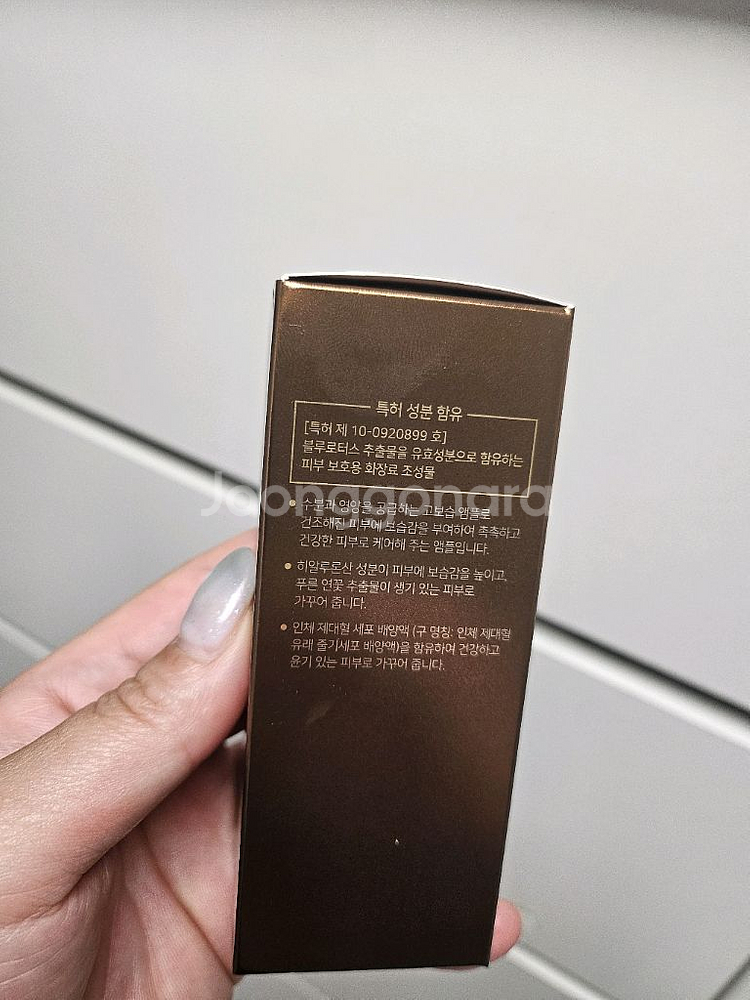 특허 성분 함유
[특허 제 10-0920899 호]
블루로터스 추출물을 유효성분으로 함유하는
피부 보호용 화장료 조성물
• 수분과 영양을 공급하는 고보습 앰플로
건조해진 피부에 보습감을 부여하여 촉촉하고
건강한 피부로 케어해 주는 앰플입니다.
• 히알루론산 성분이 피부에 보습감을 높이고,
푸른 연꽃 추출물이 생기 있는 피부로
가꾸어 줍니다.
• 인체 제대혈 세포 배양액 (구 명칭: 인체 제대혈
유래 줄기세포 배양액)을 함유하여 건강하고
윤기 있는 피부로 가꾸어 줍니다.
Joonggonara